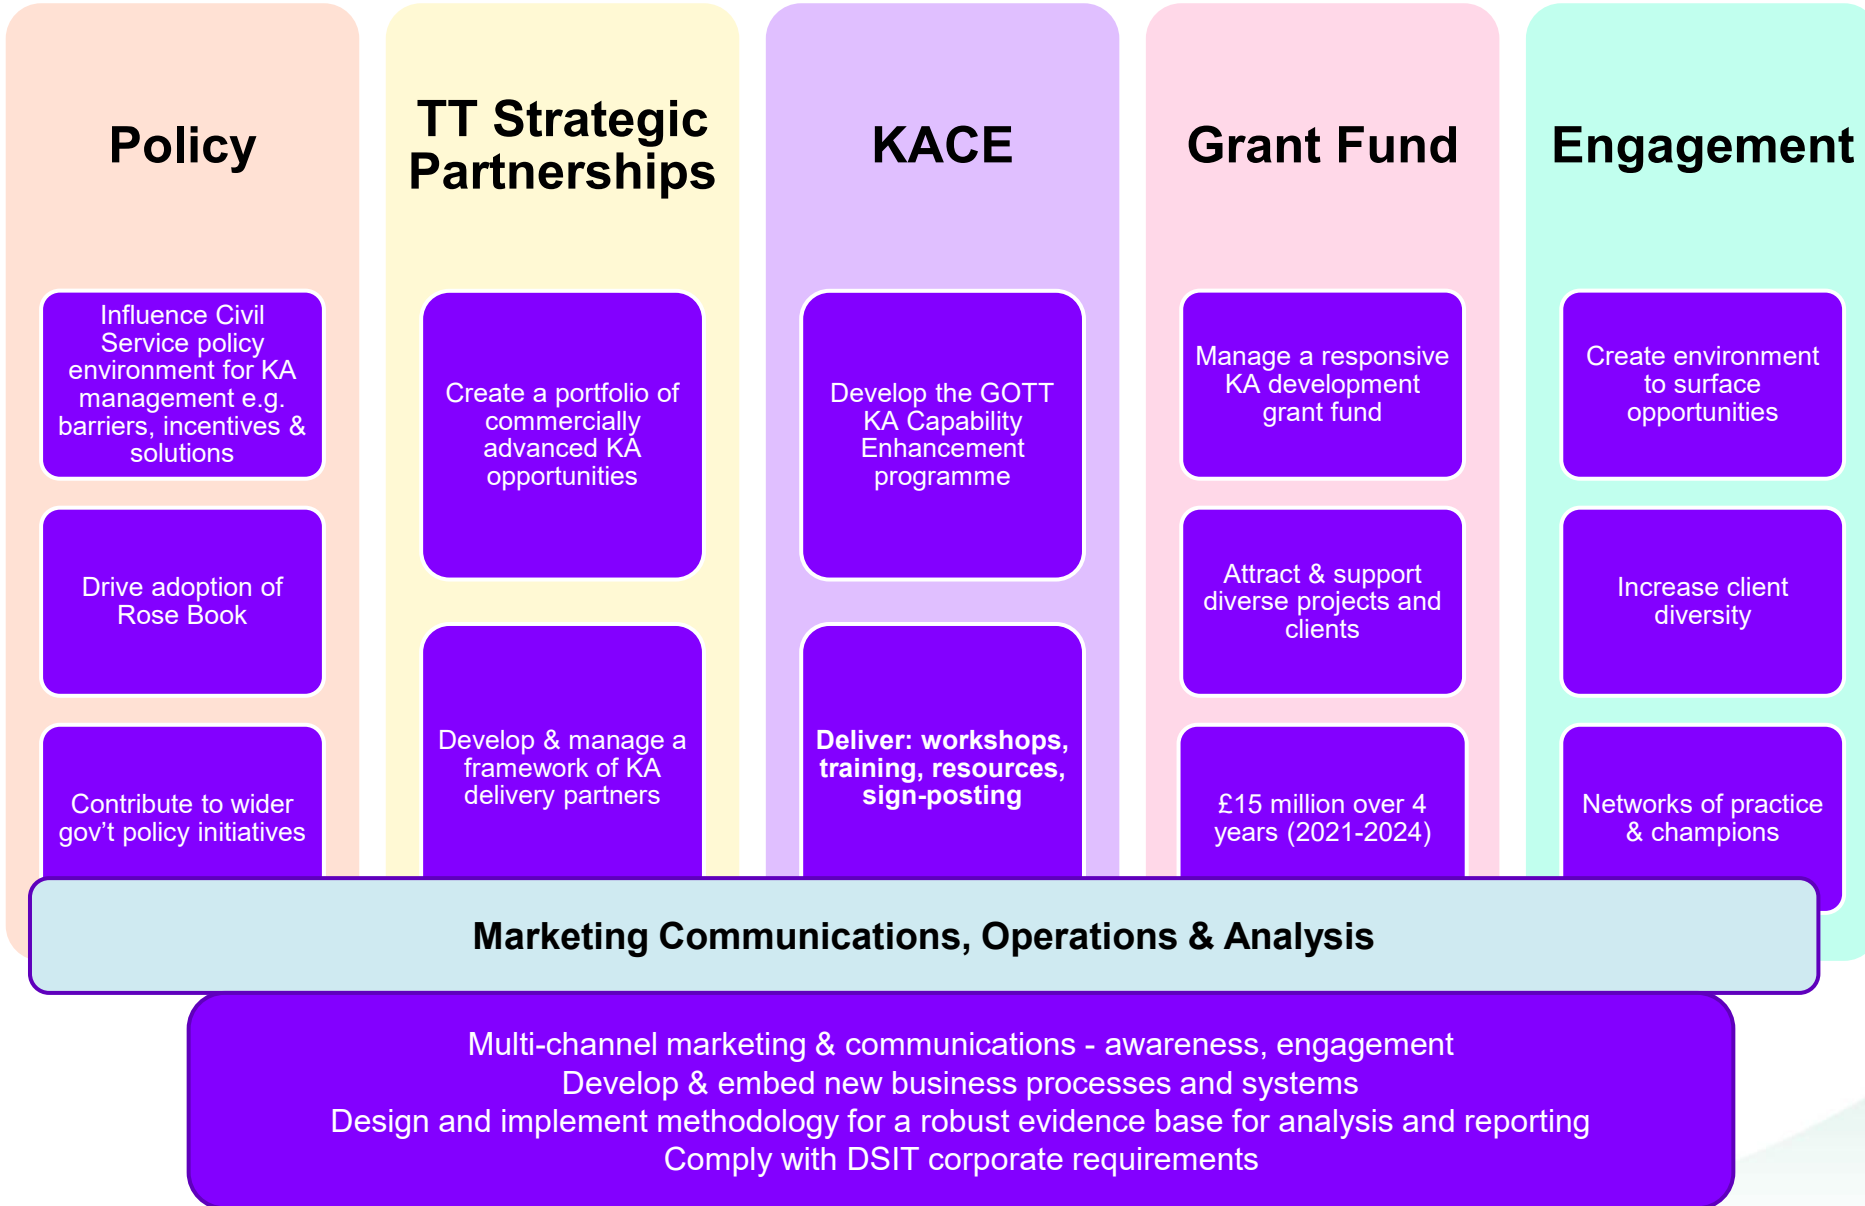 Policy
Influence Civil
Service policy
environment for KA
management e.g.
barriers, incentives &
solutions
Drive adoption of
Rose Book
Contribute to wider
gov’t policy initiatives
TT Strategic
Partnerships
Create a portfolio of
commercially
advanced KA
opportunities
Develop & manage a
framework of KA
delivery partners
KACE
Develop the GOTT
KA Capability
Enhancement
programme
Deliver: workshops,
training, resources,
sign-posting
Grant Fund
Manage a responsive
KA development
grant fund
Attract & support
diverse projects and
clients
£15 million over 4
years (2021-2024)
Engagement
Create environment
to surface
opportunities
Increase client
diversity
Networks of practice
& champions
Marketing Communications, Operations & Analysis
Multi-channel marketing & communications - awareness, engagement
Develop & embed new business processes and systems
Design and implement methodology for a robust evidence base for analysis and reporting
Comply with DSIT corporate requirements